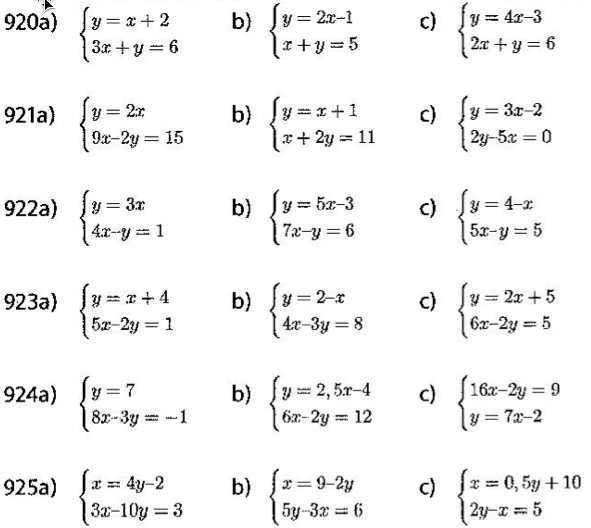 920a) y = x + 2 b) y = 2x–1 c) y = 4x–3
3x + y = 6 x + y = 5 2x + y = 6
921a) y = 2x b) y = x + 1 c) y = 3x–2
9x–2y = 15 x + 2y = 11 2y–5x = 0
922a) y = 3x b) y = 5x–3 c) y = 4–x
4x–y = 1 7x–y = 6 5x–y = 5
923a) y = x + 4 b) y = 2–x c) y = 2x + 5
5x–2y = 1 4x–3y = 8 6x–2y = 5
924a) y = 7 b) y = 2,5x–4 c) 16x–2y = 9
8x–3y = –1 6x–2y = 12 y = 7x–2
925a) x = 4y–2 b) x = 9–2y c) x = 0,5y + 10
3x–10y = 3 5y–3x = 6 2y–x = 5